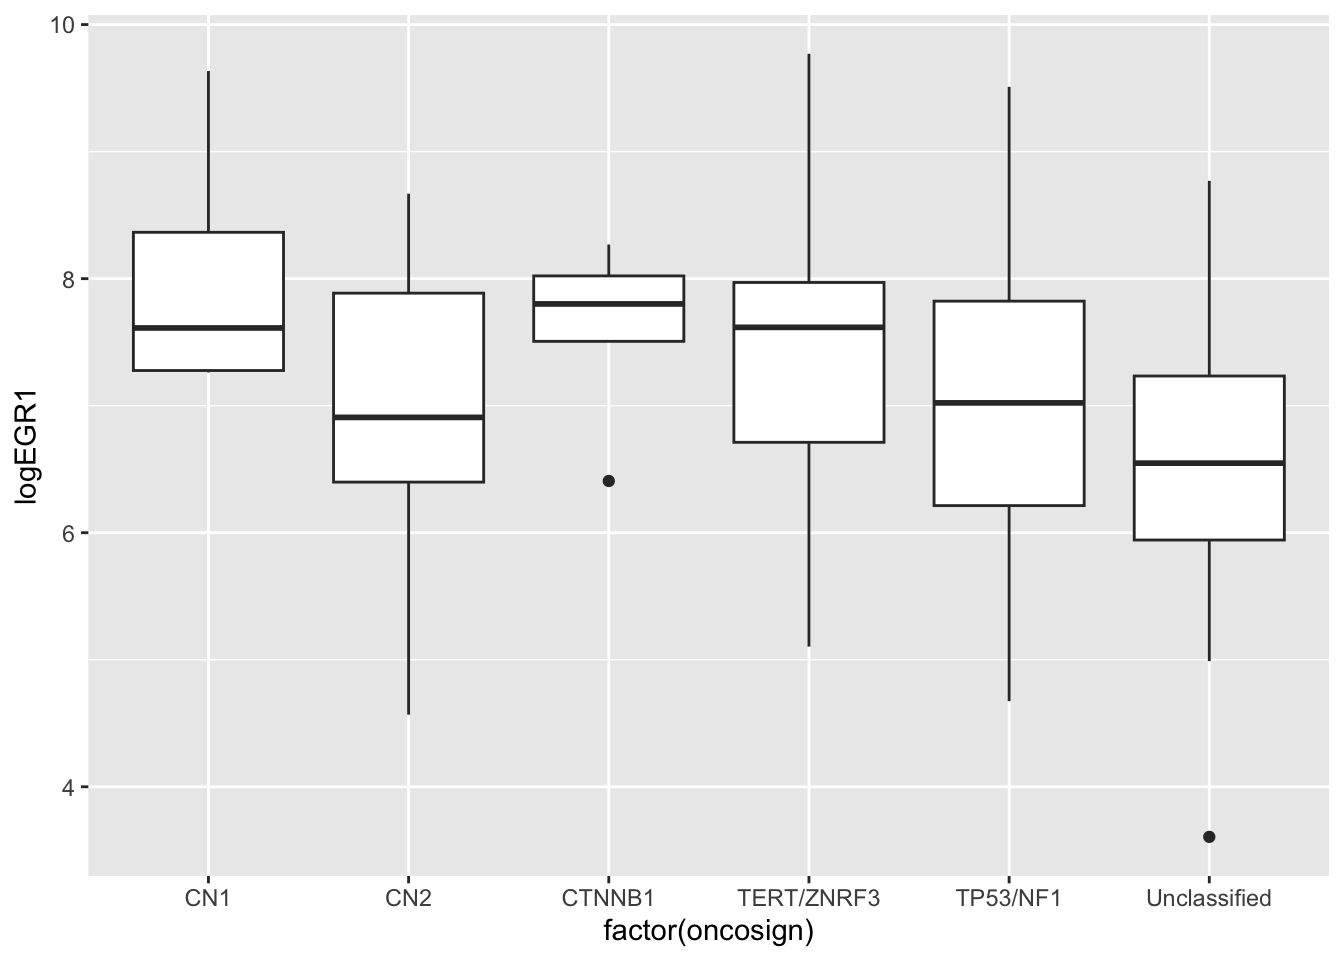 10
8
6
4
logEGR1
CN1 CN2 CTNNB1 TERT/ZNRF3 TP53/NF1 Unclassified
factor(oncosign)